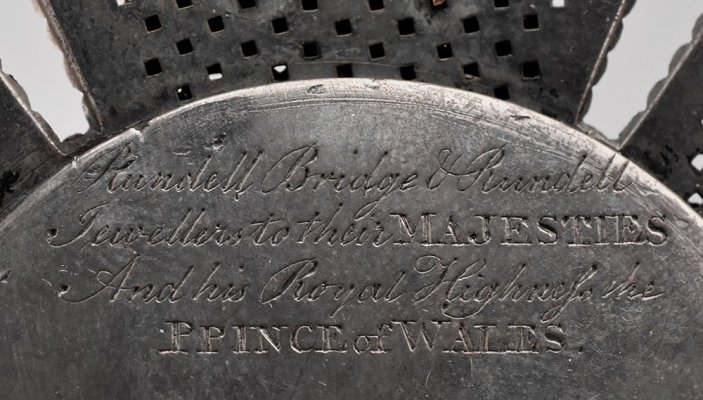 Rundell Bridge & Rundell
Jewellers to their MAJESTIES
And his Royal Highneſs the
PRINCE of WALES.